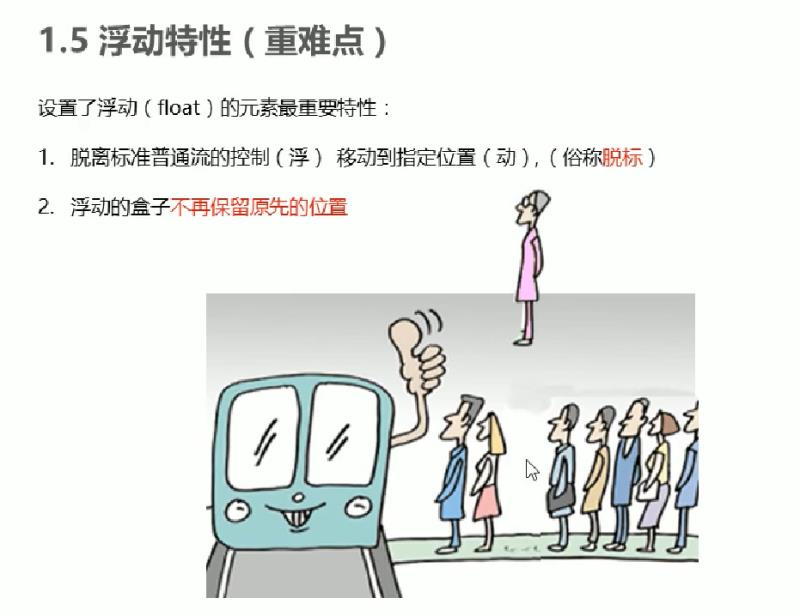 1.5 浮动特性（重难点）
设置了浮动（float）的元素最重要特性：
1. 脱离标准普通流的控制（浮） 移动到指定位置（动），（俗称脱标）
2. 浮动的盒子不再保留原先的位置